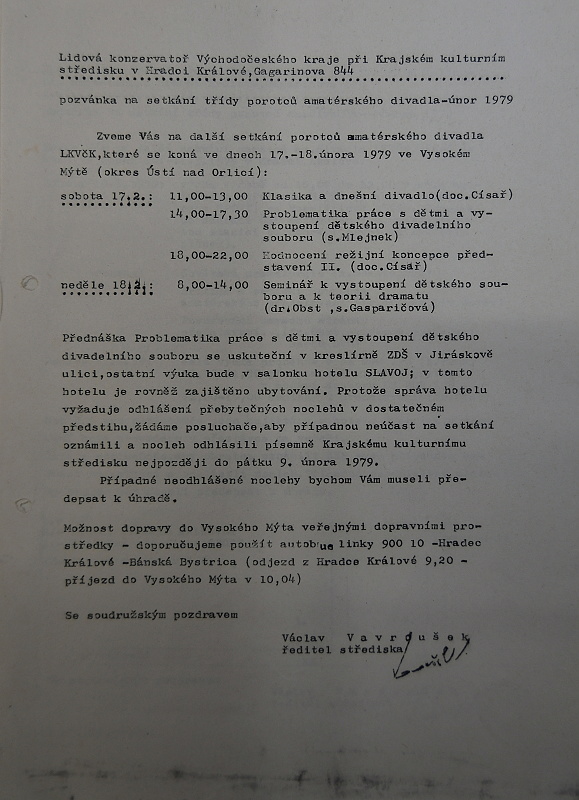 Lidová konzervatoř Východočeského kraje při Krajském kulturním
středisku v Hradci Králové,Gagarinova 844
pozvánka na setkání třídy porotců amatérského divadla-únor 1979
Zveme Vás na další setkání porotců amatérského divadla
LKVčK,které se koná ve dnech 17.-18.února 1979 ve Vysokém
Mýtě (okres Ústí nad Orlicí):
sobota 17.2.: 11,00-13,00 Klasika a dnešní divadlo(doc.Císař)
14,00-17,30 Problematika práce s dětmi a vy-
stoupení dětského divadelního
souboru (s.Mlejnek)
18,00-22,00 Hodnocení režijní koncepce před-
stavení II. (doc.Císař)
neděle 18.2.: 8,00-14,00 Seminář k vystoupení dětského sou-
boru a k teorii dramatu
(dr.Obst ,s.Gasparičová)
Přednáška Problematika práce s dětmi a vystoupení dětského
divadelního souboru se uskuteční v kreslírně ZDŠ v Jiráskově
ulici,ostatní výuka bude v salonku hotelu SLAVOJ; v tomto
hotelu je rovněž zajištěno ubytování. Protože správa hotelu
vyžaduje odhlášení přebytečných noclehů v dostatečném
předstihu,žádáme posluchače,aby případnou neúčast na setkání
oznámili a nocleh odhlásili písemně Krajskému kulturnímu
středisku nejpozději do pátku 9. února 1979.
Případné neodhlášené noclehy bychom Vám museli pře-
depsat k úhradě.
Možnost dopravy do Vysokého Mýta veřejnými dopravními pro-
středky - doporučujeme použít autobus linky 900 10 -Hradec
Králové -Bánská Bystrica (odjezd z Hradce Králové 9,20 -
příjezd do Vysokého Mýta v 10,04)
Se soudružským pozdravem
Václav V a v r o u š e k
ředitel střediska